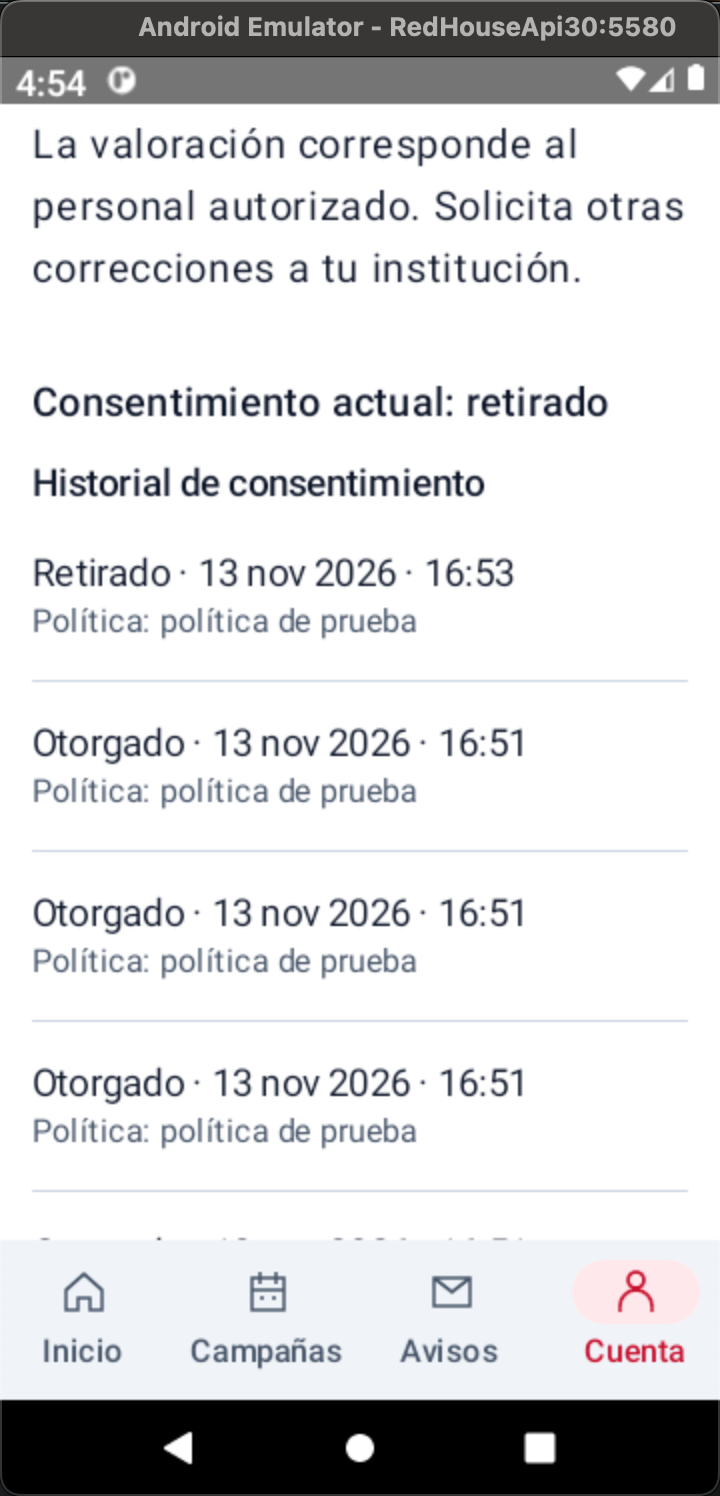 Android Emulator - RedHouseApi30:5580
4:54
La valoración corresponde al
personal autorizado. Solicita otras
correcciones a tu institución.
Consentimiento actual: retirado
Historial de consentimiento
Retirado · 13 nov 2026 · 16:53
Política: política de prueba
Otorgado · 13 nov 2026 · 16:51
Política: política de prueba
Otorgado · 13 nov 2026 · 16:51
Política: política de prueba
Otorgado · 13 nov 2026 · 16:51
Política: política de prueba
Inicio
Campañas
Avisos
Cuenta